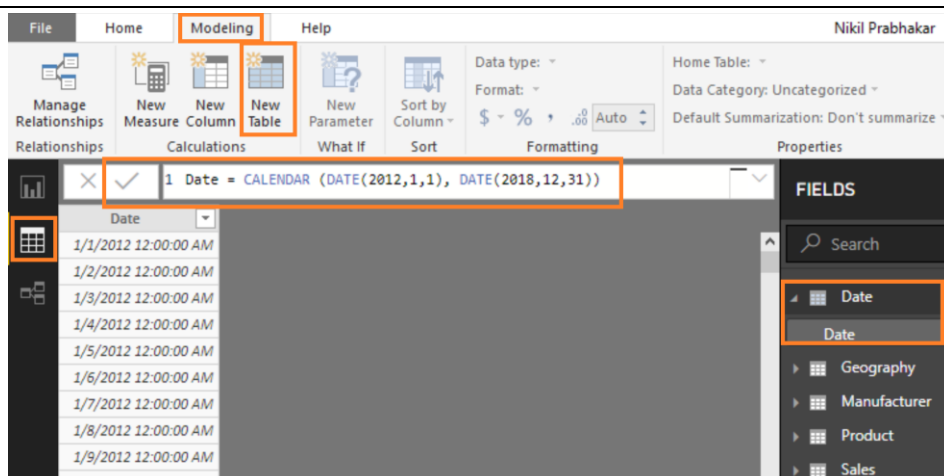 File Home Modeling Help Nikil Prabhakar
Manage Relationships
New Measure
New Column
New Table
New Parameter
Sort by Column
Data type:
Format:
$ % , .00 Auto
Home Table:
Data Category: Uncategorized
Default Summarization: Don't summarize
Relationships Calculations What If Sort Formatting Properties
1 Date = CALENDAR (DATE(2012,1,1), DATE(2018,12,31))
Date
1/1/2012 12:00:00 AM
1/2/2012 12:00:00 AM
1/3/2012 12:00:00 AM
1/4/2012 12:00:00 AM
1/5/2012 12:00:00 AM
1/6/2012 12:00:00 AM
1/7/2012 12:00:00 AM
1/8/2012 12:00:00 AM
1/9/2012 12:00:00 AM
FIELDS
Search
Date
Date
Geography
Manufacturer
Product
Sales